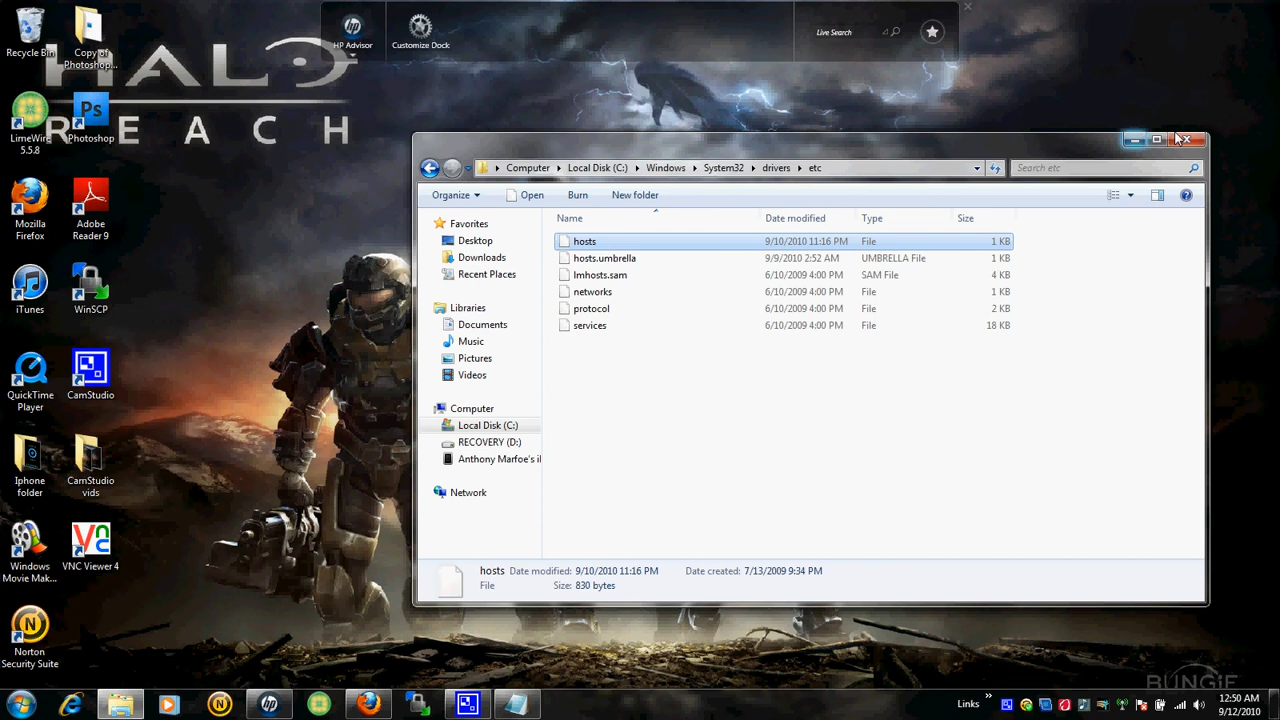 Recycle Bin
Copy of
Photoshop...
HALO
REACH
LimeWire
5.5.8
Photoshop
Mozilla
Firefox
Adobe
Reader 9
iTunes
WinSCP
QuickTime
Player
CamStudio
Iphone
folder
CamStudio
vids
Windows
Movie Mak...
VNC Viewer 4
Norton
Security Suite
HP Advisor
Customize Dock
Live Search
Computer
Local Disk (C:)
Windows
System32
drivers
etc
Search etc
Organize
Open
Burn
New folder
Favorites
Desktop
Downloads
Recent Places
Libraries
Documents
Music
Pictures
Videos
Computer
Local Disk (C:)
RECOVERY (D:)
Anthony Marfoe's i
Network
Name Date modified Type Size
hosts 9/10/2010 11:16 PM File 1 KB
hosts.umbrella 9/9/2010 2:52 AM UMBRELLA File 1 KB
lmhosts.sam 6/10/2009 4:00 PM SAM File 4 KB
networks 6/10/2009 4:00 PM File 1 KB
protocol 6/10/2009 4:00 PM File 2 KB
services 6/10/2009 4:00 PM File 18 KB
hosts Date modified: 9/10/2010 11:16 PM Date created: 7/13/2009 9:34 PM
File Size: 830 bytes
BUNGIE
Links
12:50 AM
9/12/2010